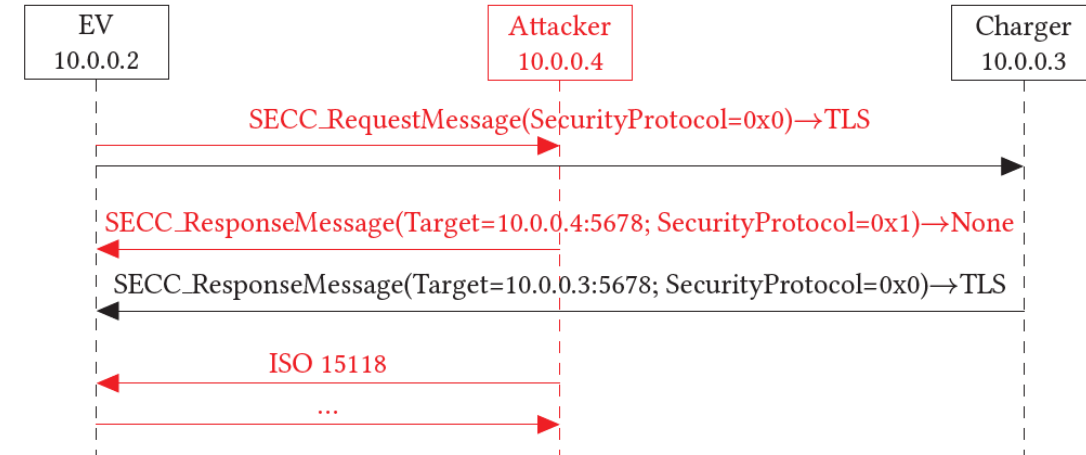 EV
10.0.0.2
Attacker
10.0.0.4
Charger
10.0.0.3
SECC_RequestMessage(SecurityProtocol=0x0)→TLS
SECC_ResponseMessage(Target=10.0.0.4:5678; SecurityProtocol=0x1)→None
SECC_ResponseMessage(Target=10.0.0.3:5678; SecurityProtocol=0x0)→TLS
ISO 15118
...